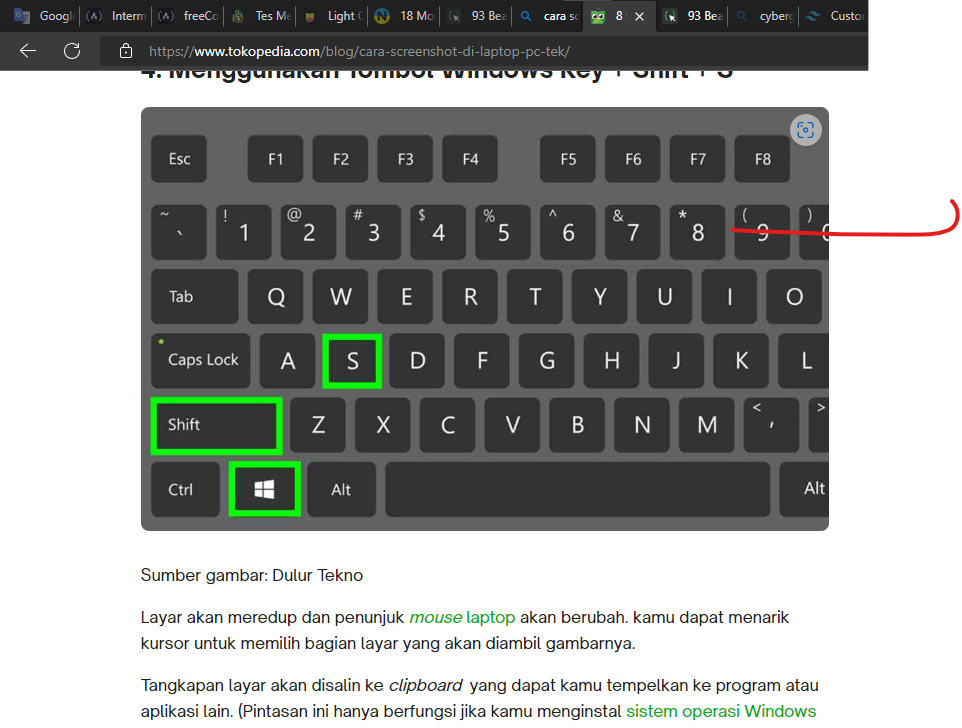 Googl
Interm
freeCo
Tes Me
Light C
18 Mo
93 Bea
cara sc
8
93 Bea
cyberg
Custor
https://www.tokopedia.com/blog/cara-screenshot-di-laptop-pc-tek/
4. Menggunakan Tombol Windows Key + Shift + S
Esc F1 F2 F3 F4 F5 F6 F7 F8
~ ! @ # $ % ^ & * ( )
` 1 2 3 4 5 6 7 8 9 0
Tab Q W E R T Y U I O
Caps Lock A S D F G H J K L
< >
Shift Z X C V B N M ,
Ctrl Alt Alt
Sumber gambar: Dulur Tekno
Layar akan meredup dan penunjuk mouse laptop akan berubah. kamu dapat menarik
kursor untuk memilih bagian layar yang akan diambil gambarnya.
Tangkapan layar akan disalin ke clipboard yang dapat kamu tempelkan ke program atau
aplikasi lain. (Pintasan ini hanya berfungsi jika kamu menginstal sistem operasi Windows